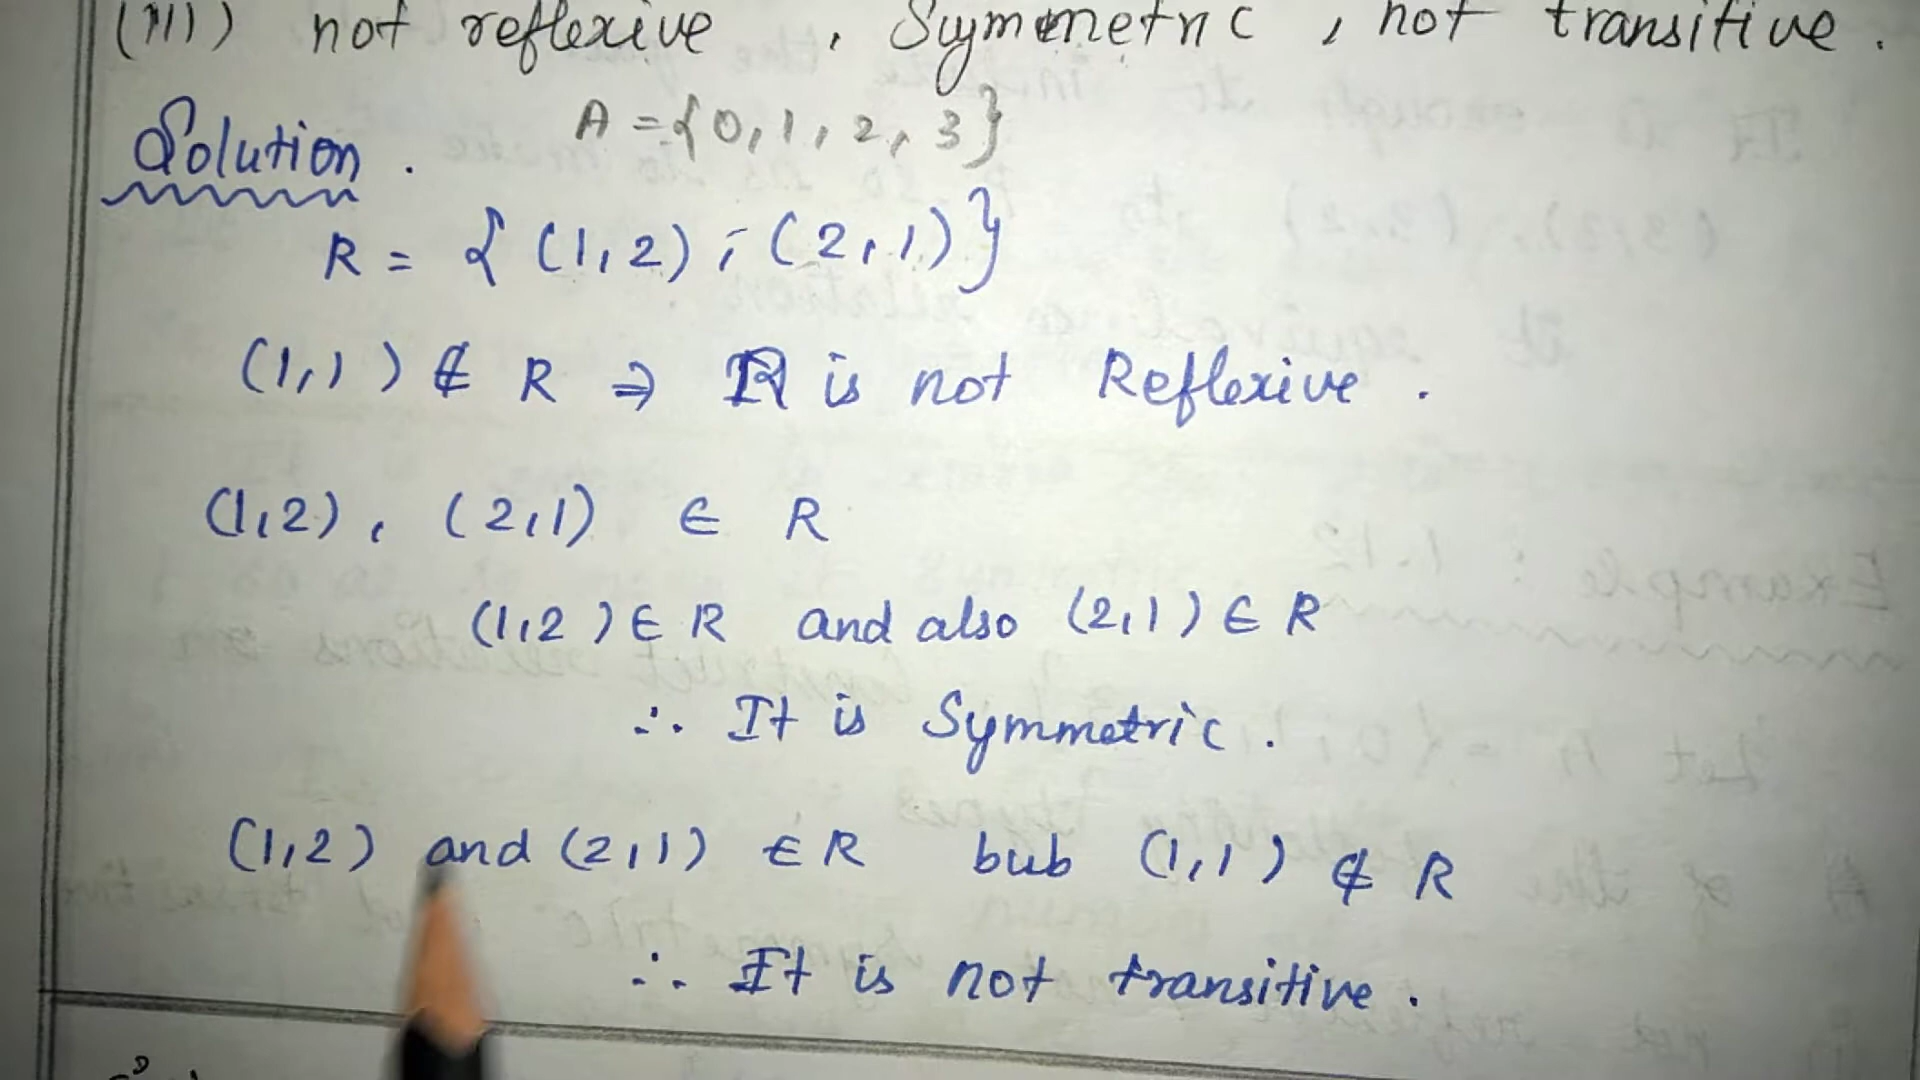 (iii) not reflexive , Symmetric , not transitive .
Solution . A = {0, 1, 2, 3}
R = { (1,2) , (2,1) }
(1,1) ∉ R ⇒ R is not Reflexive .
(1,2) , (2,1) ∈ R
(1,2) ∈ R and also (2,1) ∈ R
∴ It is Symmetric .
(1,2) and (2,1) ∈ R bub (1,1) ∉ R
∴ It is not transitive .